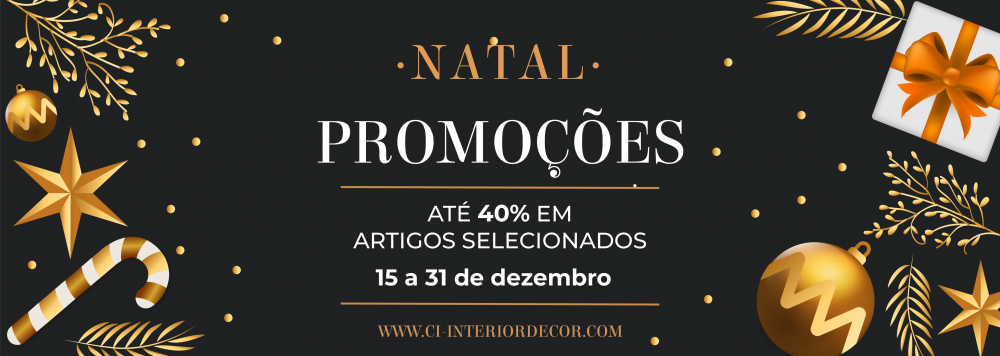 ·NATAL·
PROMOÇÕES
ATÉ 40% EM
ARTIGOS SELECIONADOS
15 a 31 de dezembro
WWW.CI-INTERIORDECOR.COM